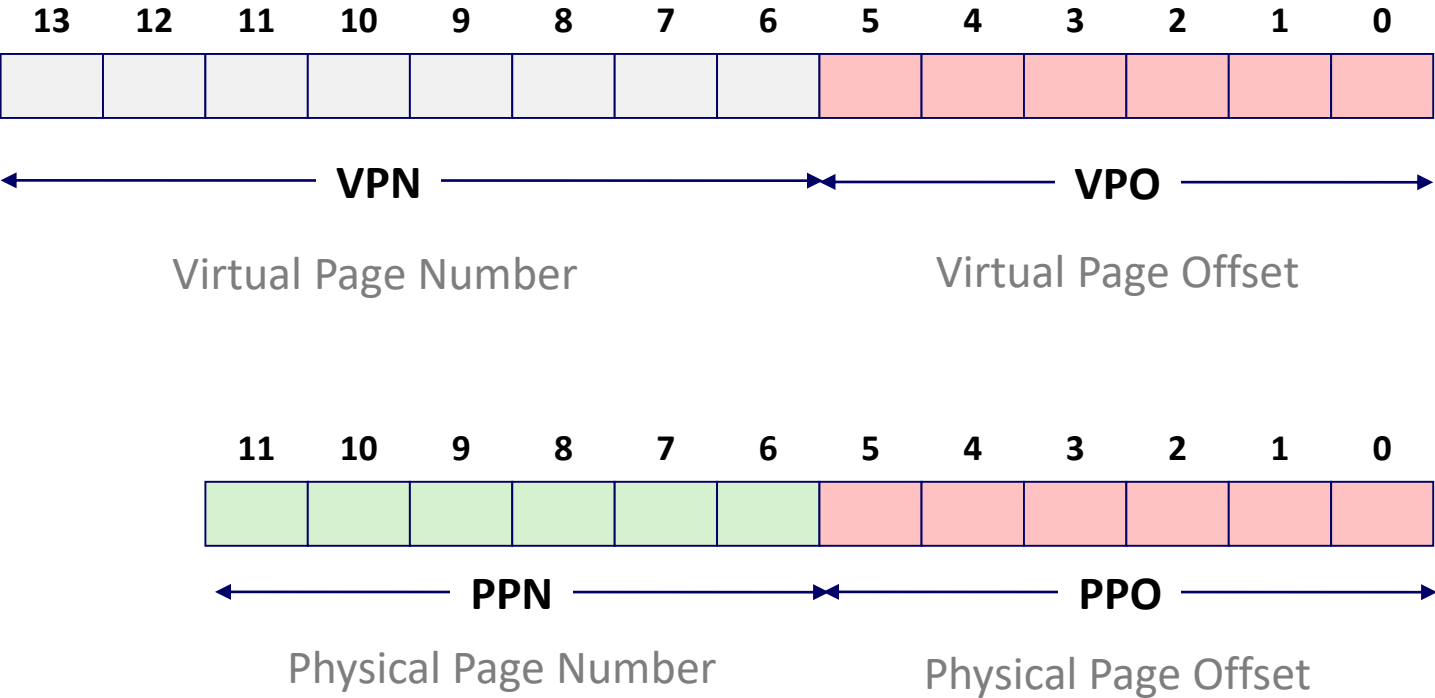 13 12 11 10 9 8 7 6 5 4 3 2 1 0
VPN VPO
Virtual Page Number Virtual Page Offset
11 10 9 8 7 6 5 4 3 2 1 0
PPN PPO
Physical Page Number Physical Page Offset